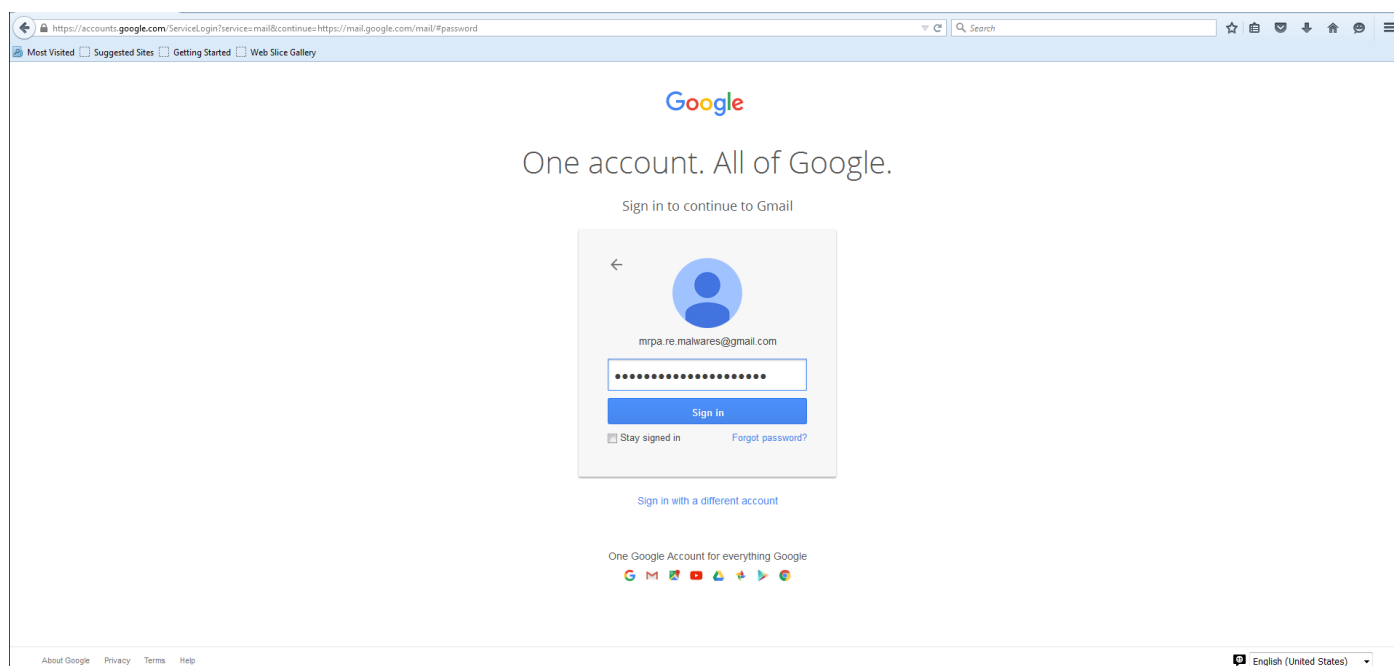 https://accounts.google.com/ServiceLogin?service=mail&continue=https://mail.google.com/mail/#password
Search
Most Visited Suggested Sites Getting Started Web Slice Gallery
Google
One account. All of Google.
Sign in to continue to Gmail
mrpa.re.malwares@gmail.com
•••••••••••••••••••••
Sign in
Stay signed in Forgot password?
Sign in with a different account
One Google Account for everything Google
About Google Privacy Terms Help English (United States)